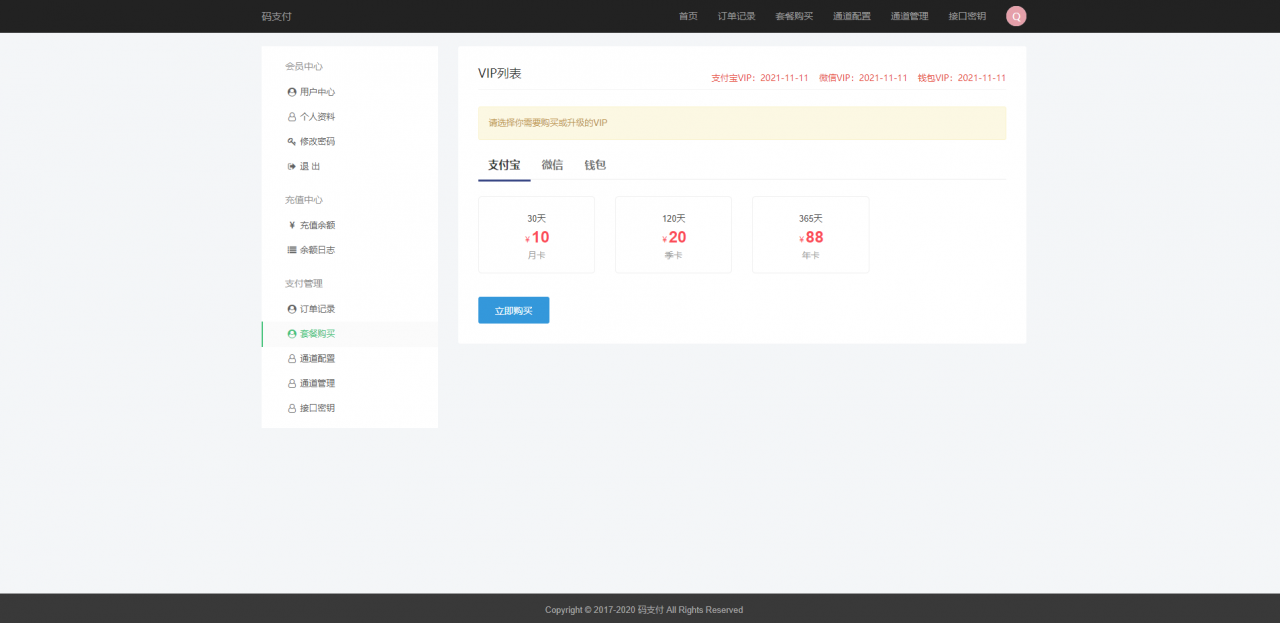 码支付
首页 订单记录 套餐购买 通道配置 通道管理 接口密钥 Q
会员中心
用户中心
个人资料
修改密码
退 出
充值中心
¥ 充值余额
余额日志
支付管理
订单记录
套餐购买
通道配置
通道管理
接口密钥
VIP列表
支付宝VIP：2021-11-11 微信VIP：2021-11-11 钱包VIP：2021-11-11
请选择你需要购买或升级的VIP
支付宝 微信 钱包
30天 120天 365天
¥10 ¥20 ¥88
月卡 季卡 年卡
立即购买
Copyright © 2017-2020 码支付 All Rights Reserved